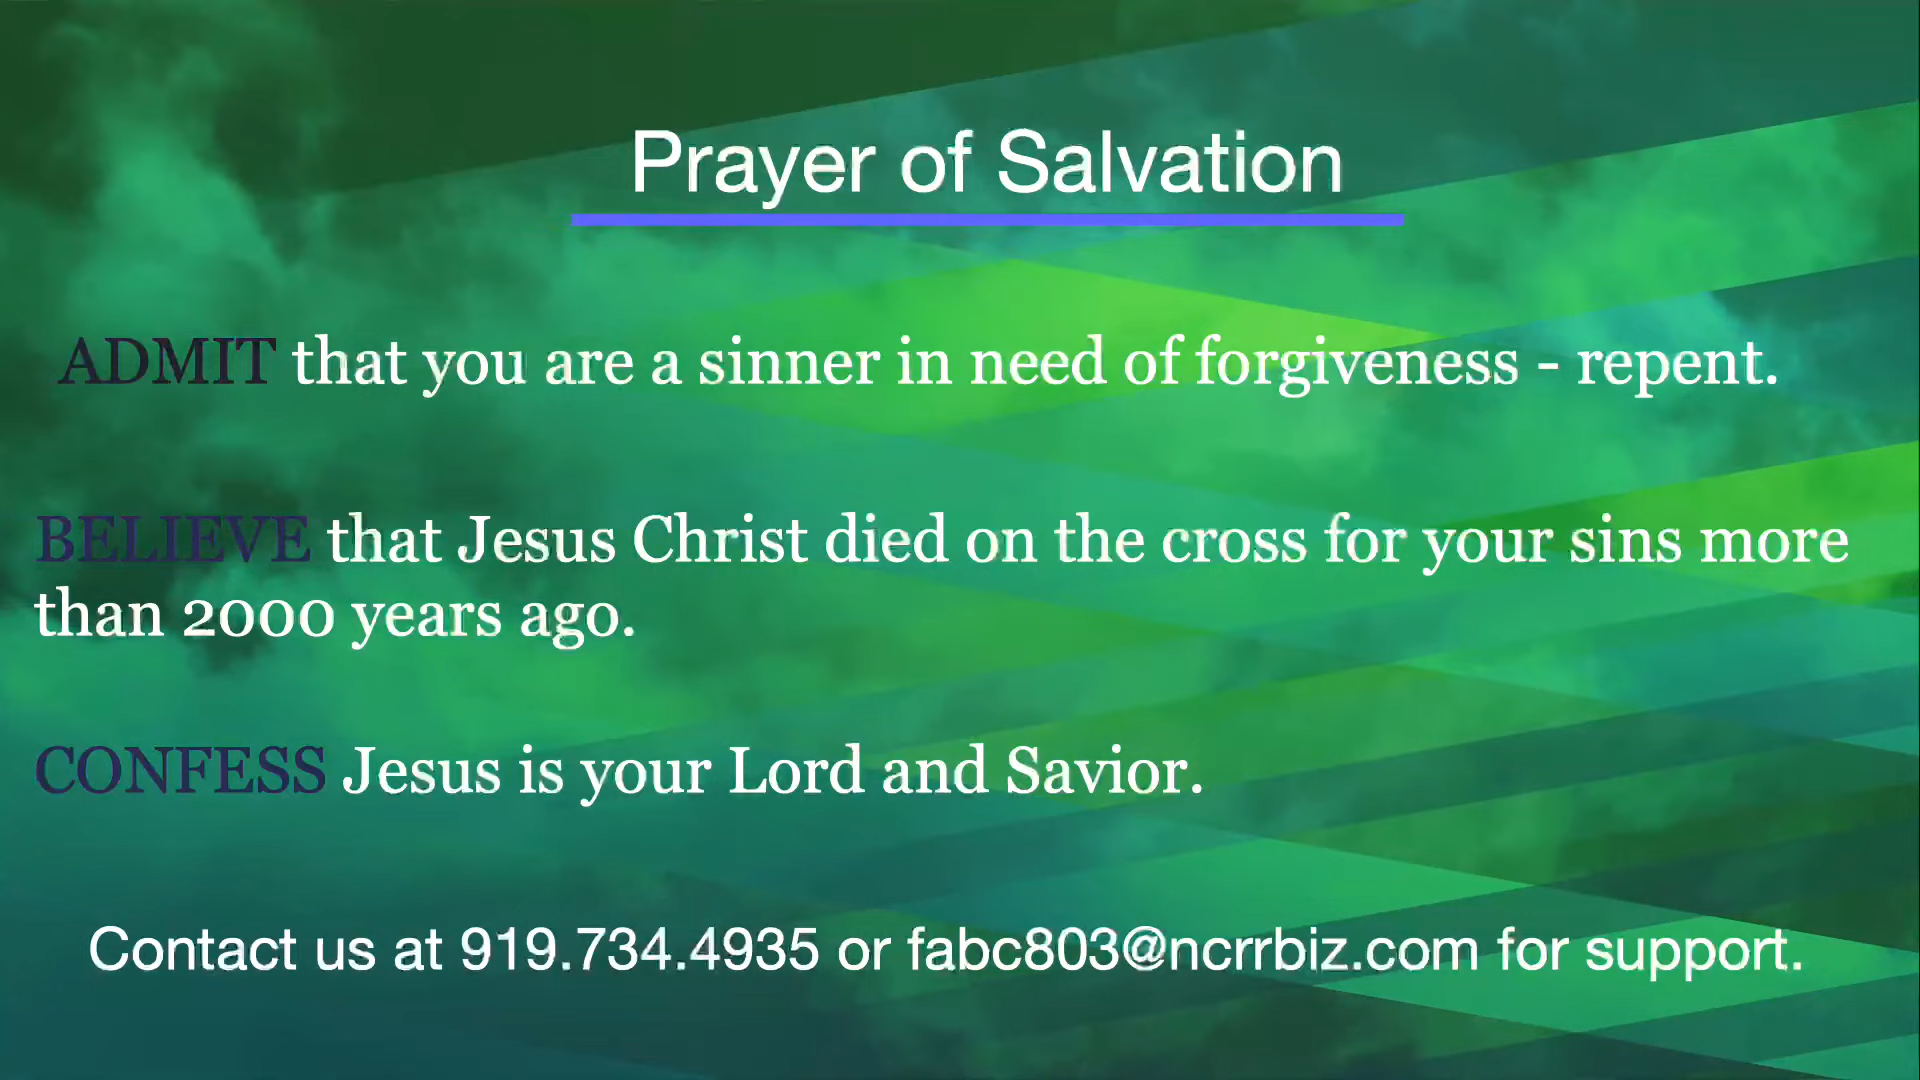 Prayer of Salvation
ADMIT that you are a sinner in need of forgiveness - repent.
BELIEVE that Jesus Christ died on the cross for your sins more
than 2000 years ago.
CONFESS Jesus is your Lord and Savior.
Contact us at 919.734.4935 or fabc803@ncrrbiz.com for support.